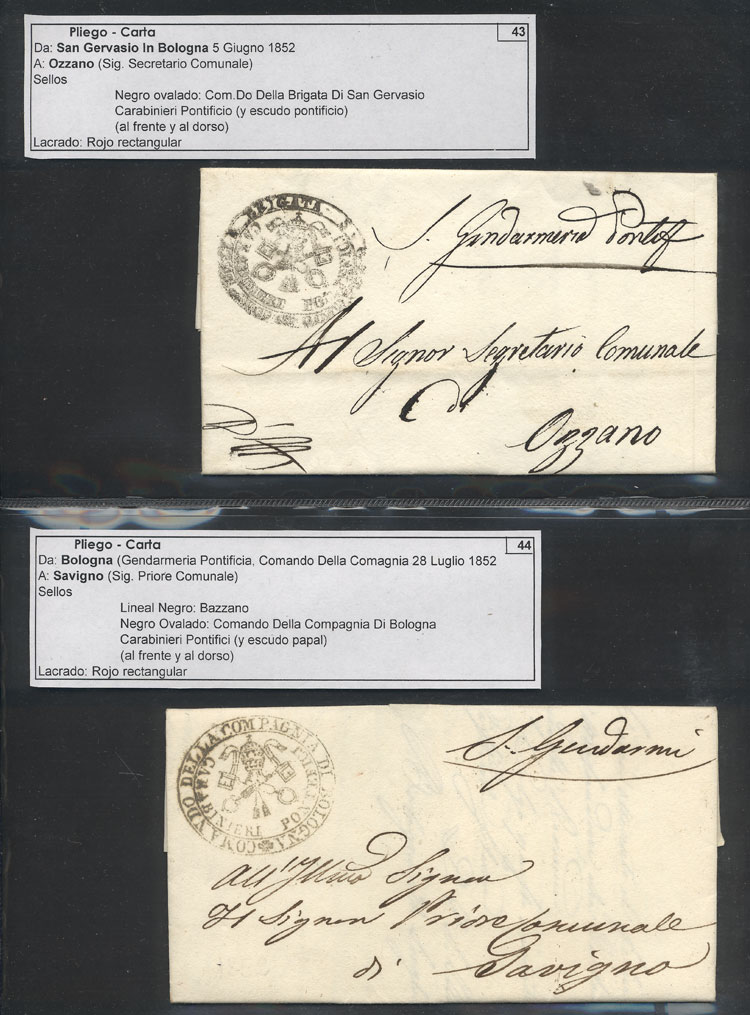 Pliego - Carta
43
Da: San Gervasio In Bologna 5 Giugno 1852
A: Ozzano (Sig. Secretario Comunale)
Sellos
Negro ovalado: Com.Do Della Brigata Di San Gervasio
Carabinieri Pontificio (y escudo pontificio)
(al frente y al dorso)
Lacrado: Rojo rectangular
BRIGATA
S. Gendarmeria Pontif
Al Signor Segretario Comunale
di
Ozzano
Pliego - Carta
44
Da: Bologna (Gendarmeria Pontificia, Comando Della Comagnia 28 Luglio 1852
A: Savigno (Sig. Priore Comunale)
Sellos
Lineal Negro: Bazzano
Negro Ovalado: Comando Della Compagnia Di Bologna
Carabinieri Pontifici (y escudo papal)
(al frente y al dorso)
Lacrado: Rojo rectangular
COMANDO DELLA COMPAGNIA DI BOLOGNA
CARABINIERI PONTIFICI
S. Gendarmi
All'Illmo Signor
Il Signor Priore Comunale
di Savigno